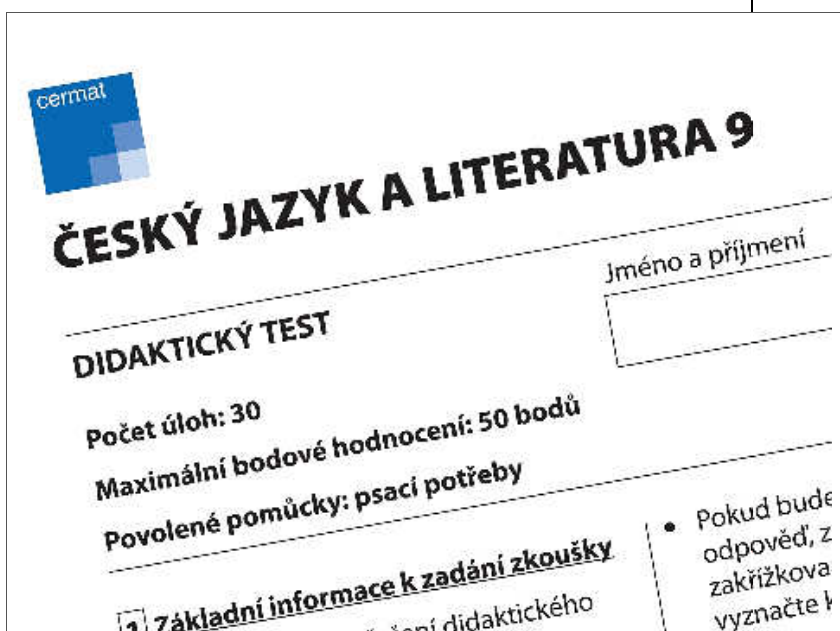 cermat
ČESKÝ JAZYK A LITERATURA 9
Jméno a příjmení
DIDAKTICKÝ TEST
Počet úloh: 30
Maximální bodové hodnocení: 50 bodů
Povolené pomůcky: psací potřeby
1 Základní informace k zadání zkoušky
didaktického
• Pokud bude
odpověď, z
zakřížkova
vyznačte k